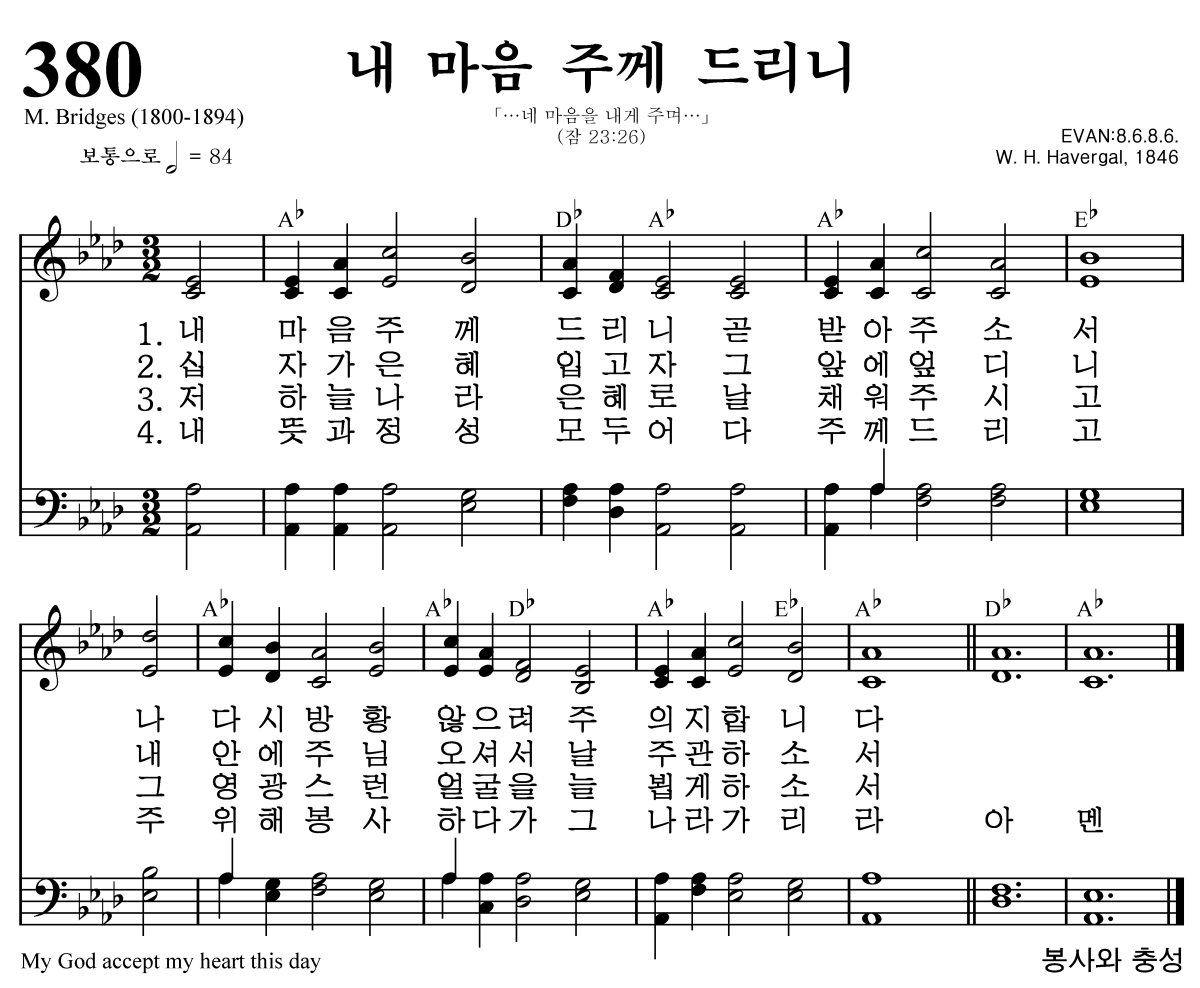 380
내 마음 주께 드리니
M. Bridges (1800-1894)
「…네 마음을 내게 주며…」
(잠 23:26)
보통으로 = 84
EVAN:8.6.8.6.
W. H. Havergal, 1846
A♭ D♭ A♭ A♭ E♭
3 2
1. 내 마 음 주 께 드 리 니 곧 받 아 주 소 서
2. 십 자 가 은 혜 입 고 자 그 앞 에 엎 디 니
3. 저 하 늘 나 라 은 혜 로 날 채 워 주 시 고
4. 내 뜻 과 정 성 모 두 어 다 주 께 드 리 고
3 2
A♭ A♭ D♭ A♭ E♭ A♭ D♭ A♭
나 다 시 방 황 않 으 려 주 의 지 합 니 다
내 안 에 주 님 오 셔 서 날 주 관 하 소 서
그 영 광 스 런 얼 굴 을 늘 뵙 게 하 소 서
주 위 해 봉 사 하 다 가 그 나 라 가 리 라 아 멘
My God accept my heart this day
봉사와 충성